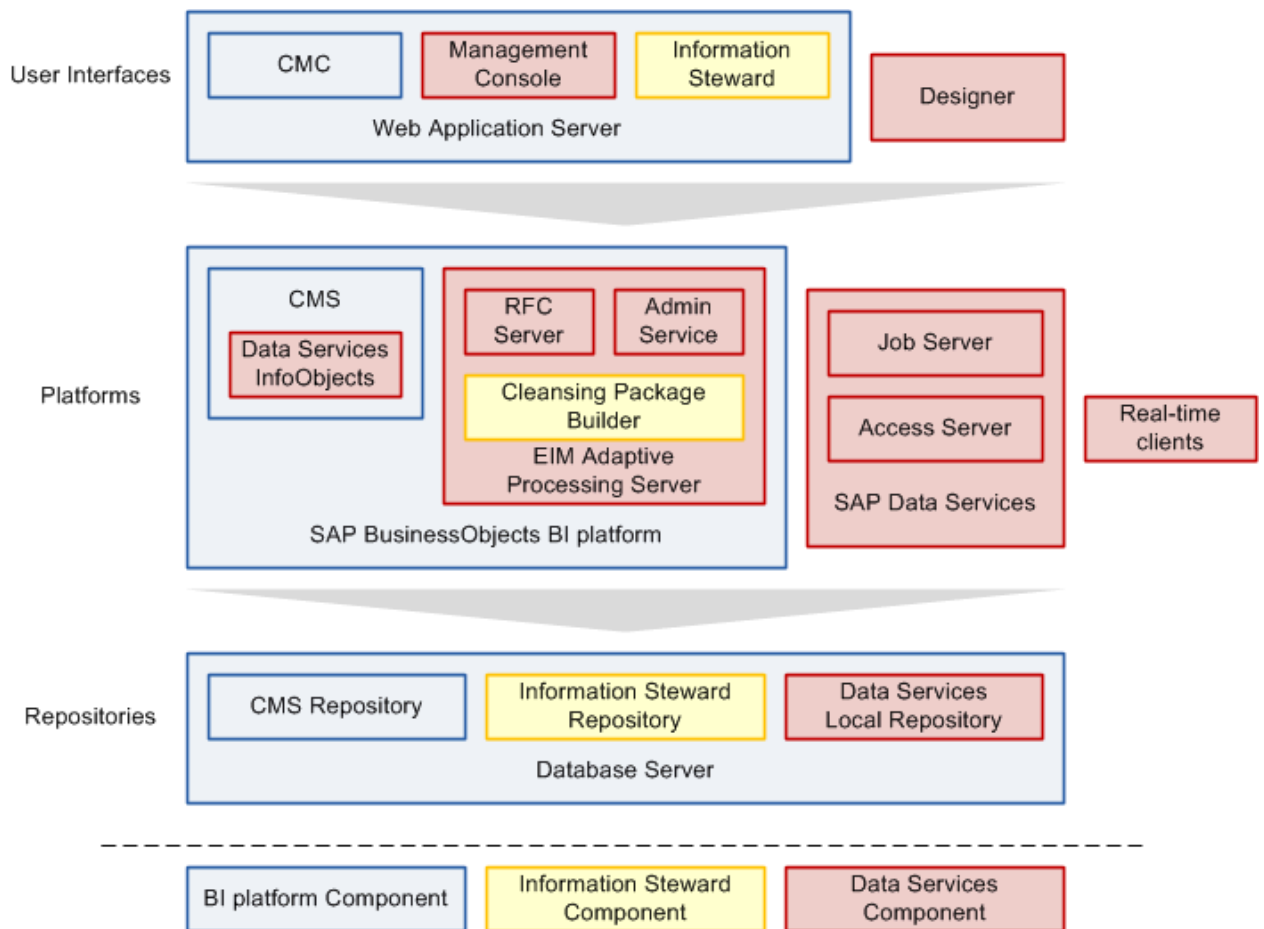 User Interfaces
CMC
Management
Console
Information
Steward
Web Application Server
Designer
Platforms
CMS
Data Services
InfoObjects
RFC
Server
Admin
Service
Cleansing Package
Builder
EIM Adaptive
Processing Server
SAP BusinessObjects BI platform
Job Server
Access Server
SAP Data Services
Real-time
clients
Repositories
CMS Repository
Information Steward
Repository
Data Services
Local Repository
Database Server
BI platform Component
Information Steward
Component
Data Services
Component